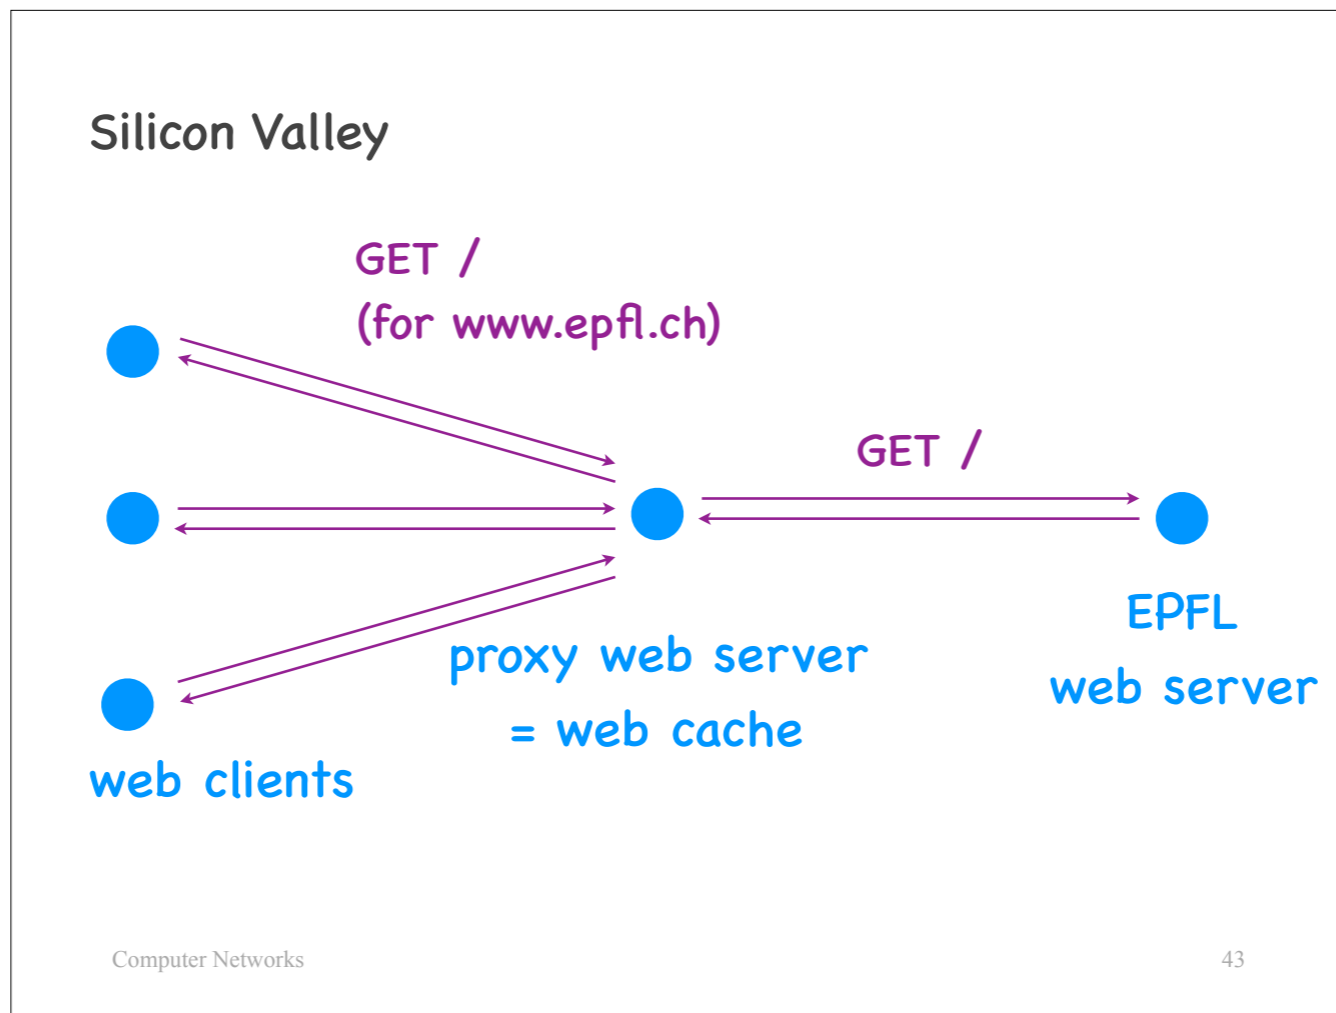 Silicon Valley
GET /
(for www.epfl.ch)
GET /
EPFL
web server
proxy web server
= web cache
web clients
Computer Networks
43